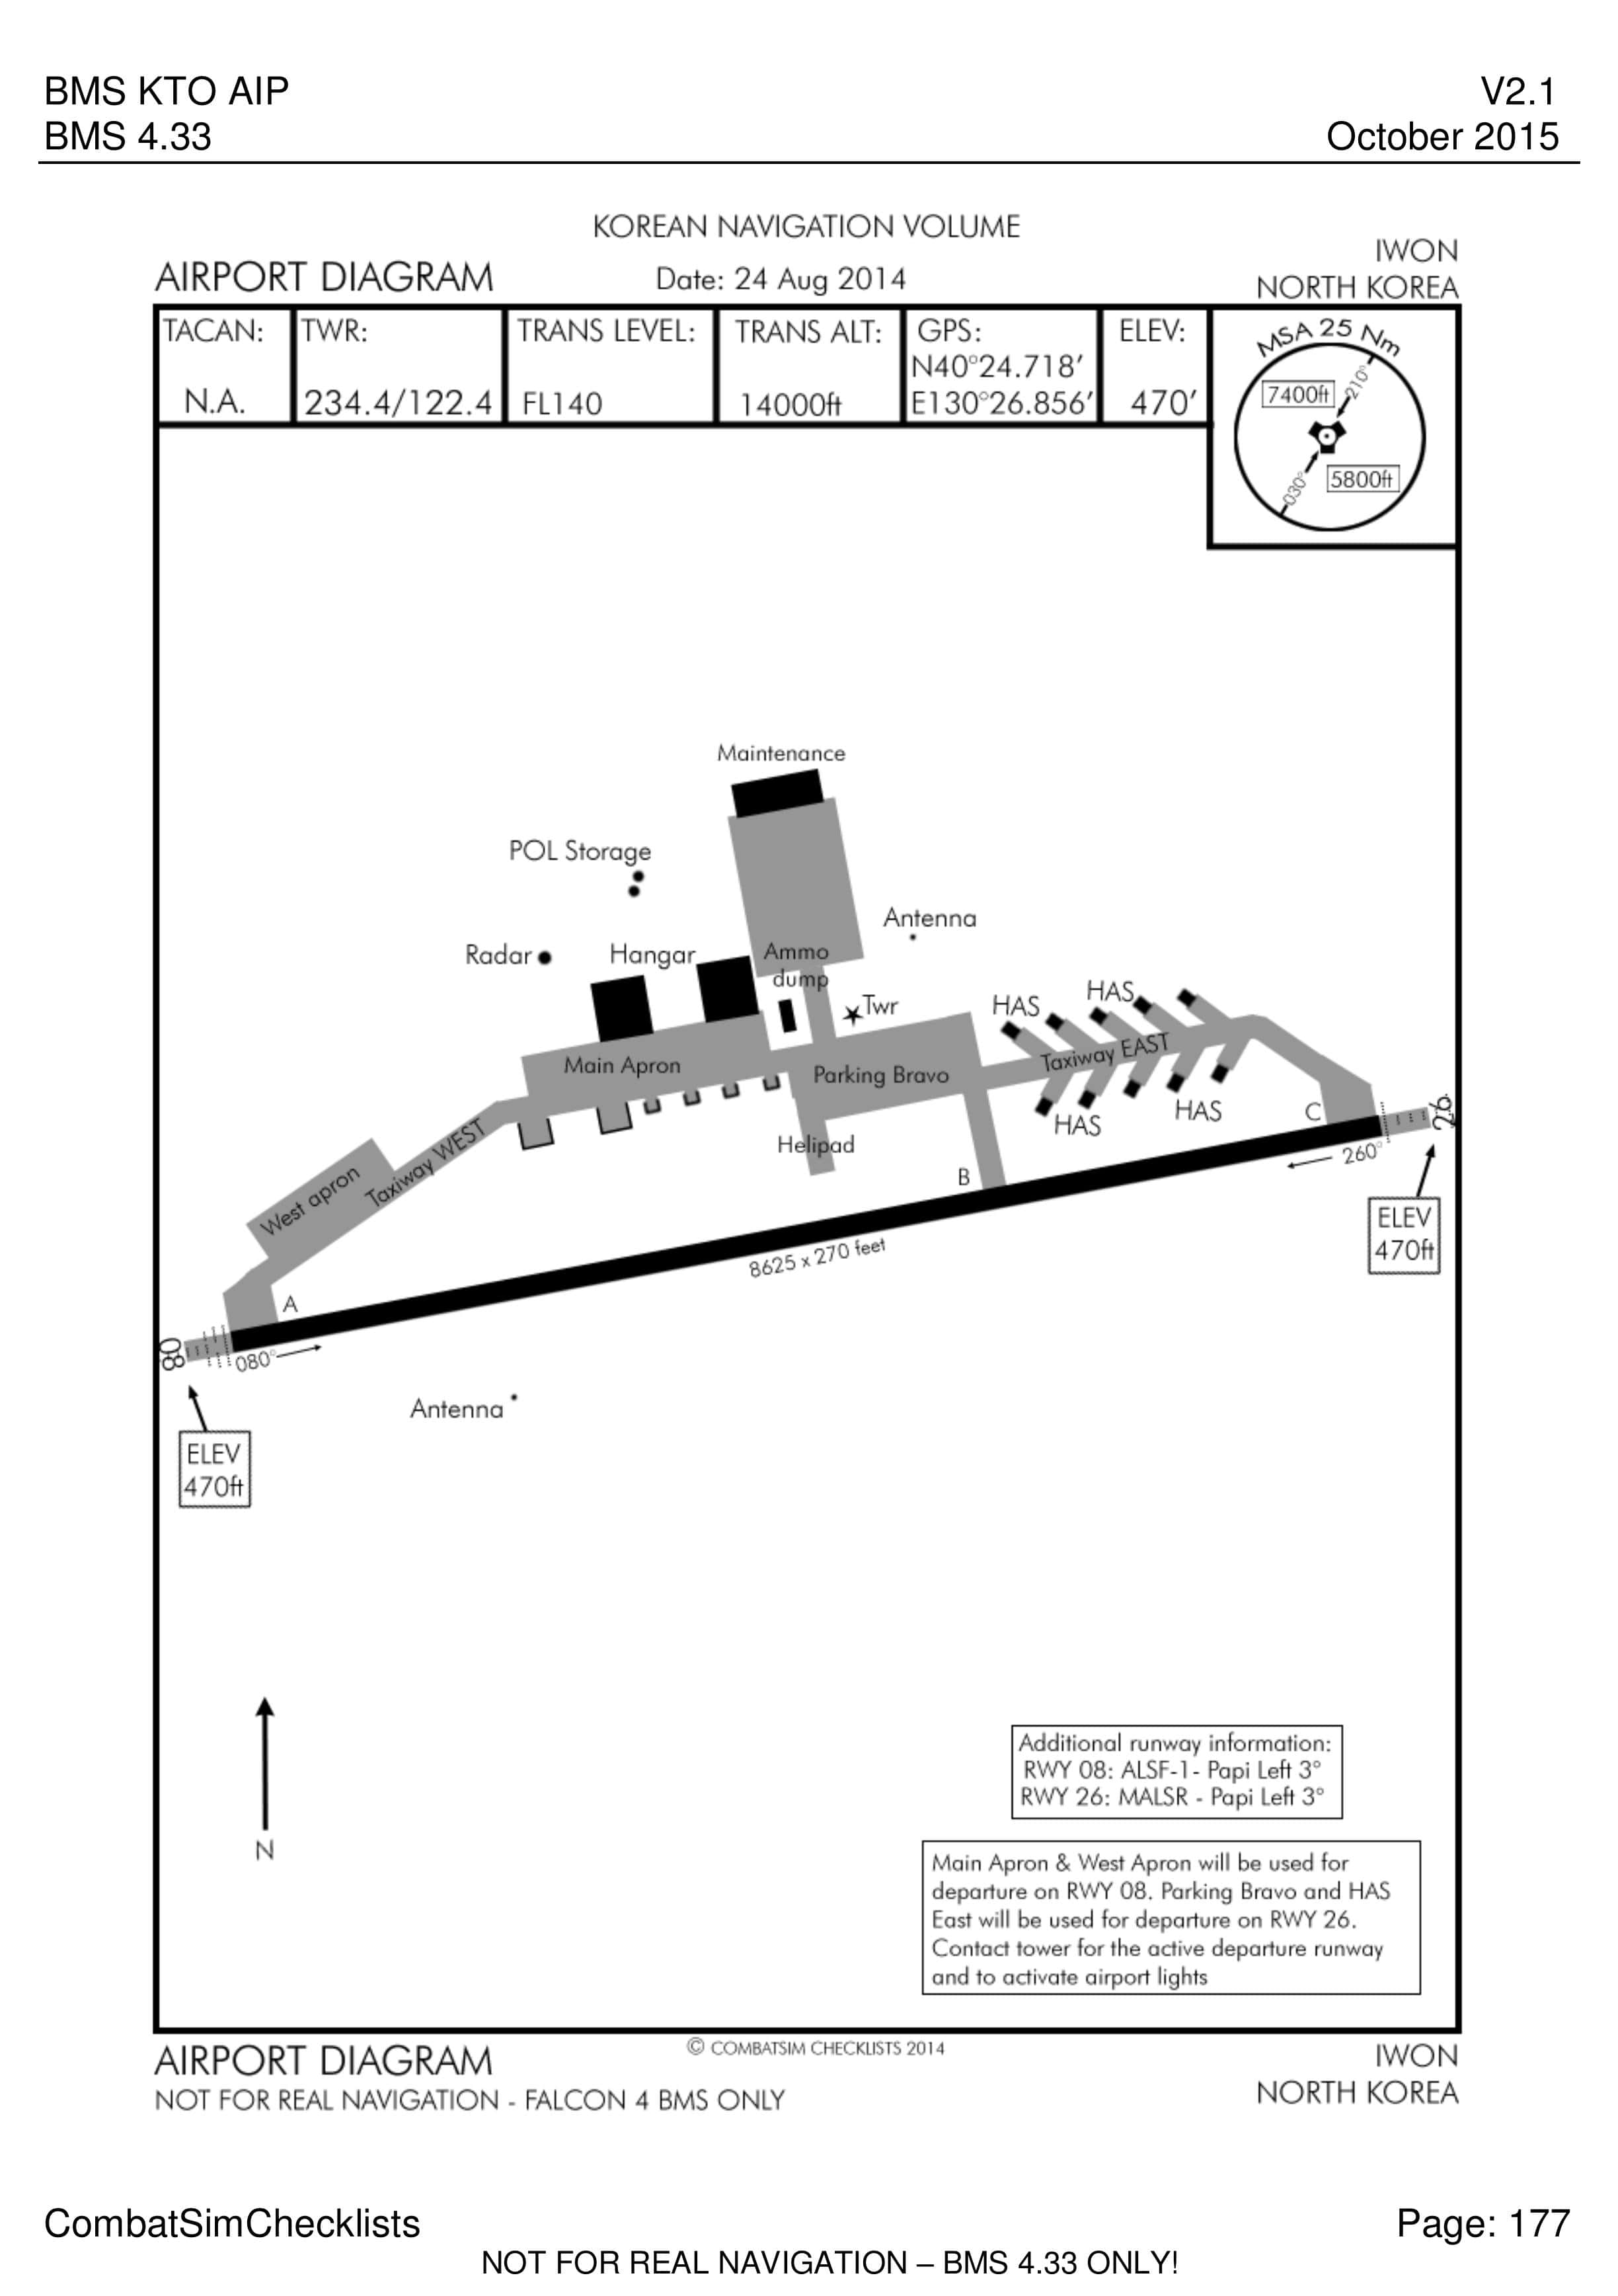 BMS KTO AIP
V2.1
BMS 4.33
October 2015
KOREAN NAVIGATION VOLUME
IWON
AIRPORT DIAGRAM
Date: 24 Aug 2014
NORTH KOREA
TACAN:
TWR:
TRANS LEVEL:
TRANS ALT:
GPS:
ELEV:
N40°24.718′
N.A.
234.4/122.4
FL140
14000ft
E130°26.856′
470′
MSA 25 Nm
210°
7400ft
5800ft
030°
Maintenance
POL Storage
Antenna
Radar
Hangar
Ammo
dump
Twr
HAS
HAS
Main Apron
Parking Bravo
Taxiway EAST
HAS
HAS
C
26
Taxiway WEST
Helipad
260°
West apron
B
ELEV
470ft
8625 x 270 feet
A
08
080°
Antenna
ELEV
470ft
Additional runway information:
RWY 08: ALSF-1- Papi Left 3°
RWY 26: MALSR - Papi Left 3°
N
Main Apron & West Apron will be used for
departure on RWY 08. Parking Bravo and HAS
East will be used for departure on RWY 26.
Contact tower for the active departure runway
and to activate airport lights
© COMBATSIM CHECKLISTS 2014
AIRPORT DIAGRAM
IWON
NOT FOR REAL NAVIGATION - FALCON 4 BMS ONLY
NORTH KOREA
CombatSimChecklists
Page: 177
NOT FOR REAL NAVIGATION – BMS 4.33 ONLY!